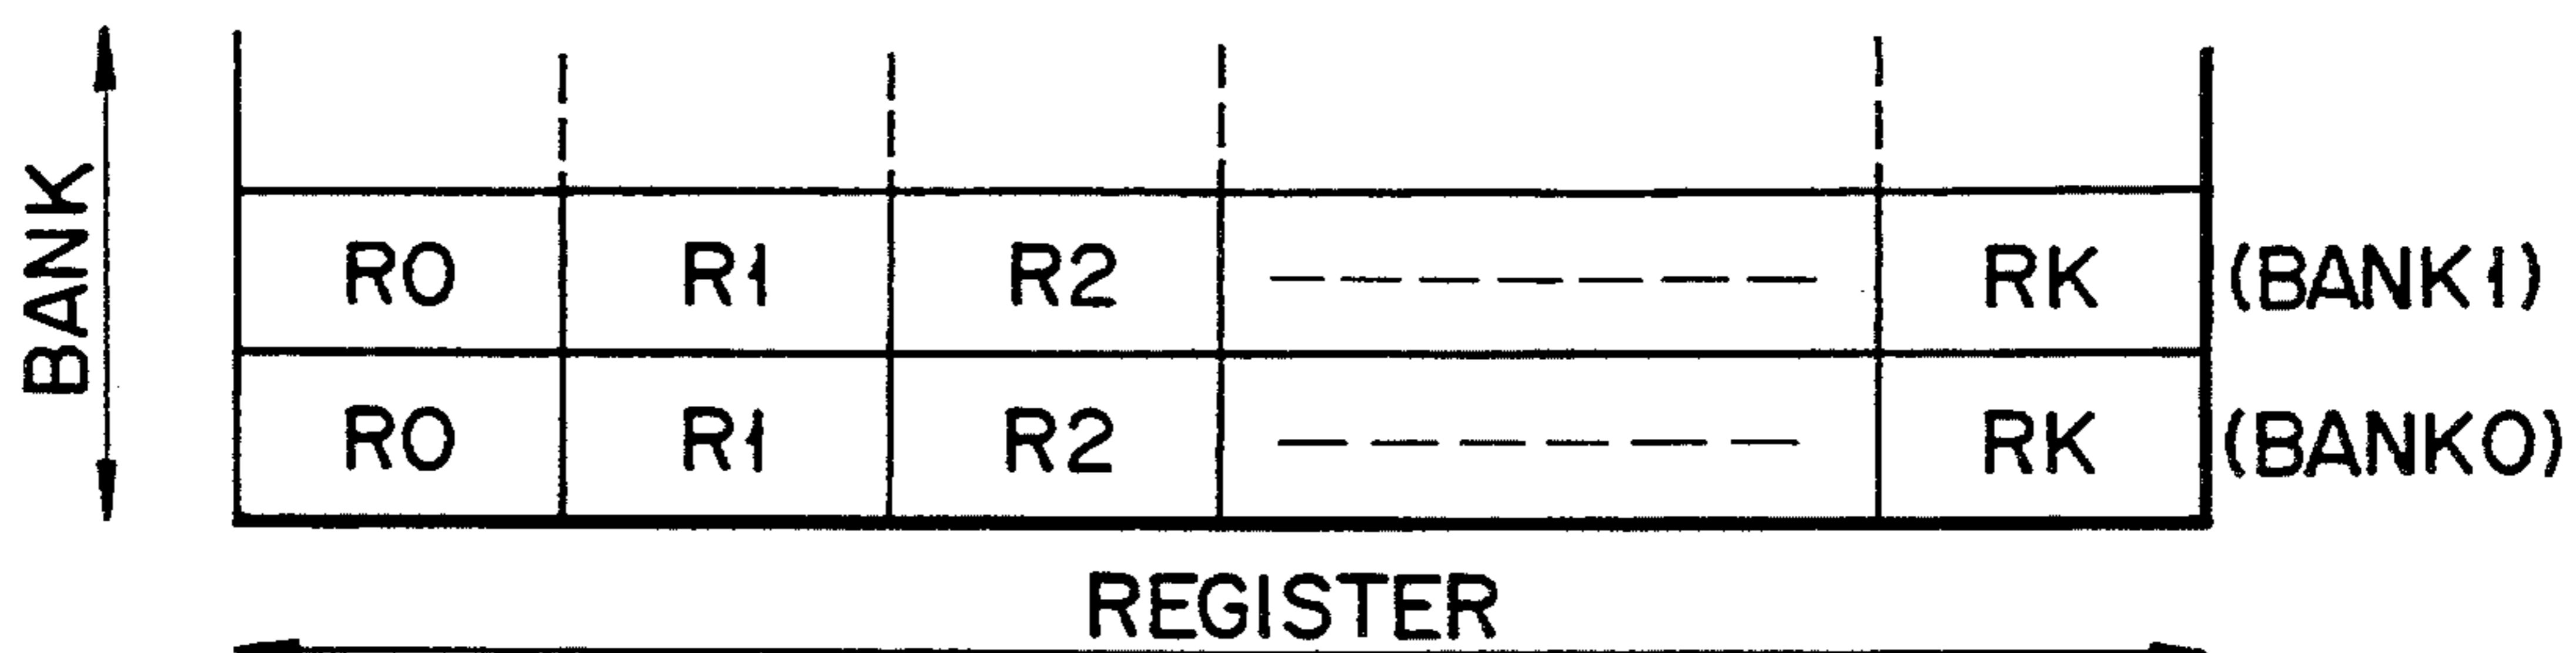 BANK
R0 R1 R2 RK (BANK1)
R0 R1 R2 RK (BANK0)
REGISTER